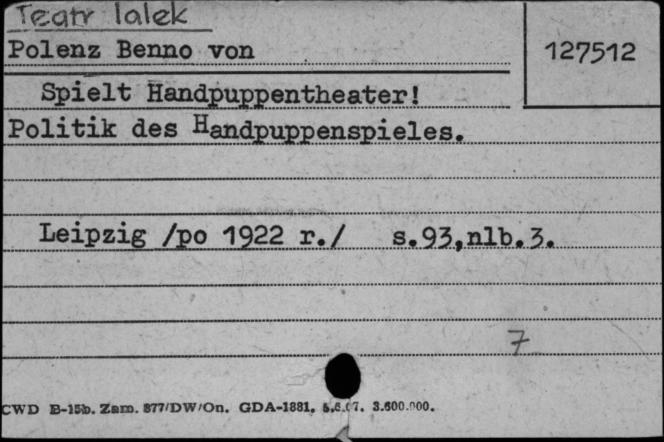 Teatr lalek
Polenz Benno von
127512
Spielt Handpuppentheater!
Politik des Handpuppenspieles.
Leipzig /po 1922 r./ s.93,nlb.3.
7
CWD B-15b. Zam. 877/DW/On. GDA-1881. 3.600.000.